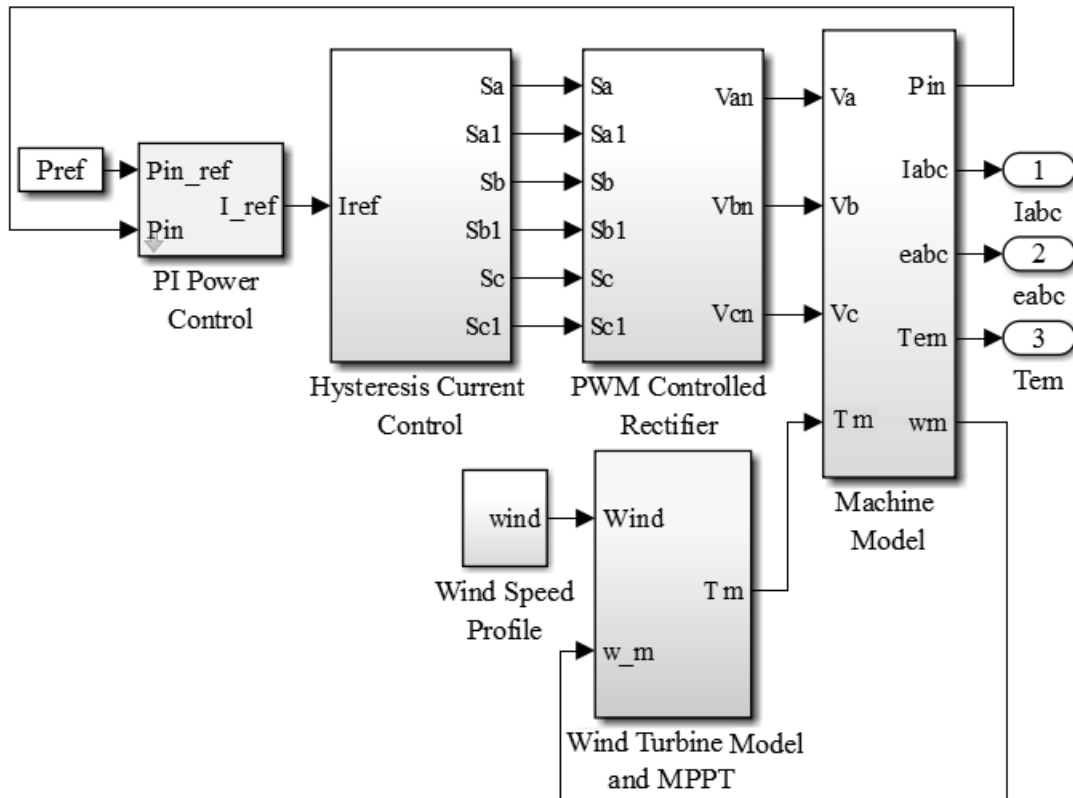 Pref
Pin_ref
Pin
I_ref
PI Power
Control
Iref
Sa
Sa1
Sb
Sb1
Sc
Sc1
Hysteresis Current
Control
Sa
Sa1
Sb
Sb1
Sc
Sc1
Van
Vbn
Vcn
PWM Controlled
Rectifier
Va
Vb
Vc
Tm
Pin
Iabc
eabc
Tem
wm
Machine
Model
1
Iabc
2
eabc
3
Tem
wind
Wind Speed
Profile
Wind
w_m
Tm
Wind Turbine Model
and MPPT